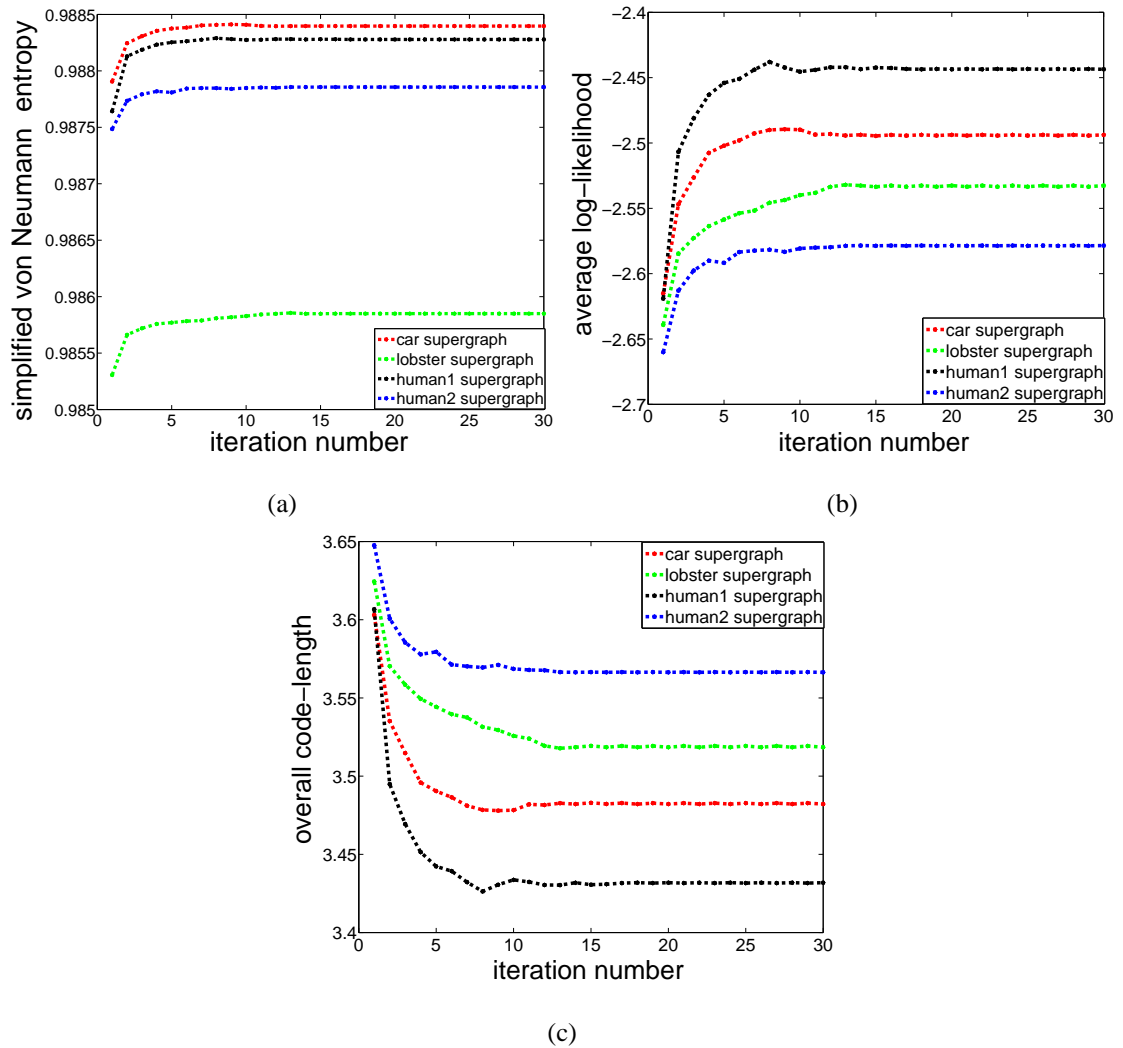 0.9885
0.988
0.9875
0.987
0.9865
0.986
0.9855
0.985
simplified von Neumann entropy
0 5 10 15 20 25 30
iteration number
car supergraph
lobster supergraph
human1 supergraph
human2 supergraph
(a)
−2.4
−2.45
−2.5
−2.55
−2.6
−2.65
−2.7
average log−likelihood
0 5 10 15 20 25 30
iteration number
car supergraph
lobster supergraph
human1 supergraph
human2 supergraph
(b)
3.65
3.6
3.55
3.5
3.45
3.4
overall code−length
0 5 10 15 20 25 30
iteration number
car supergraph
lobster supergraph
human1 supergraph
human2 supergraph
(c)